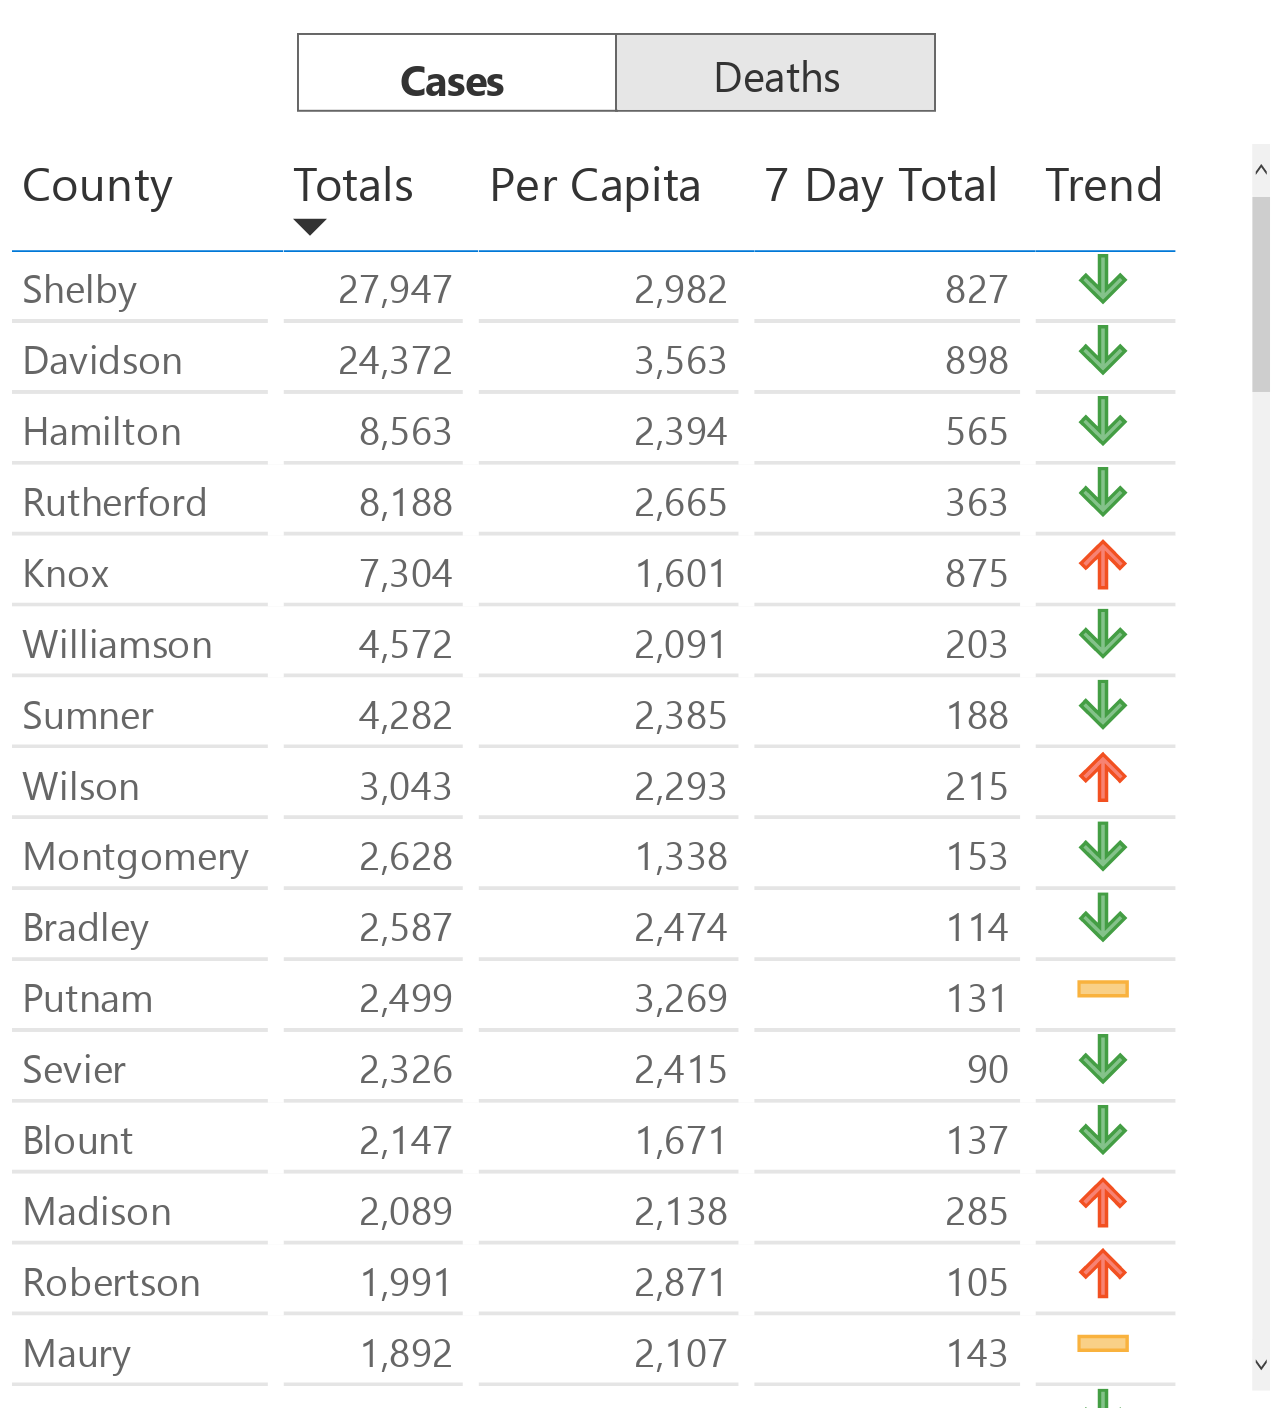 Cases Deaths
County Totals Per Capita 7 Day Total Trend
Shelby 27,947 2,982 827
Davidson 24,372 3,563 898
Hamilton 8,563 2,394 565
Rutherford 8,188 2,665 363
Knox 7,304 1,601 875
Williamson 4,572 2,091 203
Sumner 4,282 2,385 188
Wilson 3,043 2,293 215
Montgomery 2,628 1,338 153
Bradley 2,587 2,474 114
Putnam 2,499 3,269 131
Sevier 2,326 2,415 90
Blount 2,147 1,671 137
Madison 2,089 2,138 285
Robertson 1,991 2,871 105
Maury 1,892 2,107 143